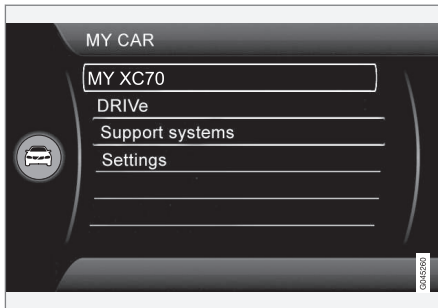 MY CAR
MY XC70
DRIVe
Support systems
Settings
G045260